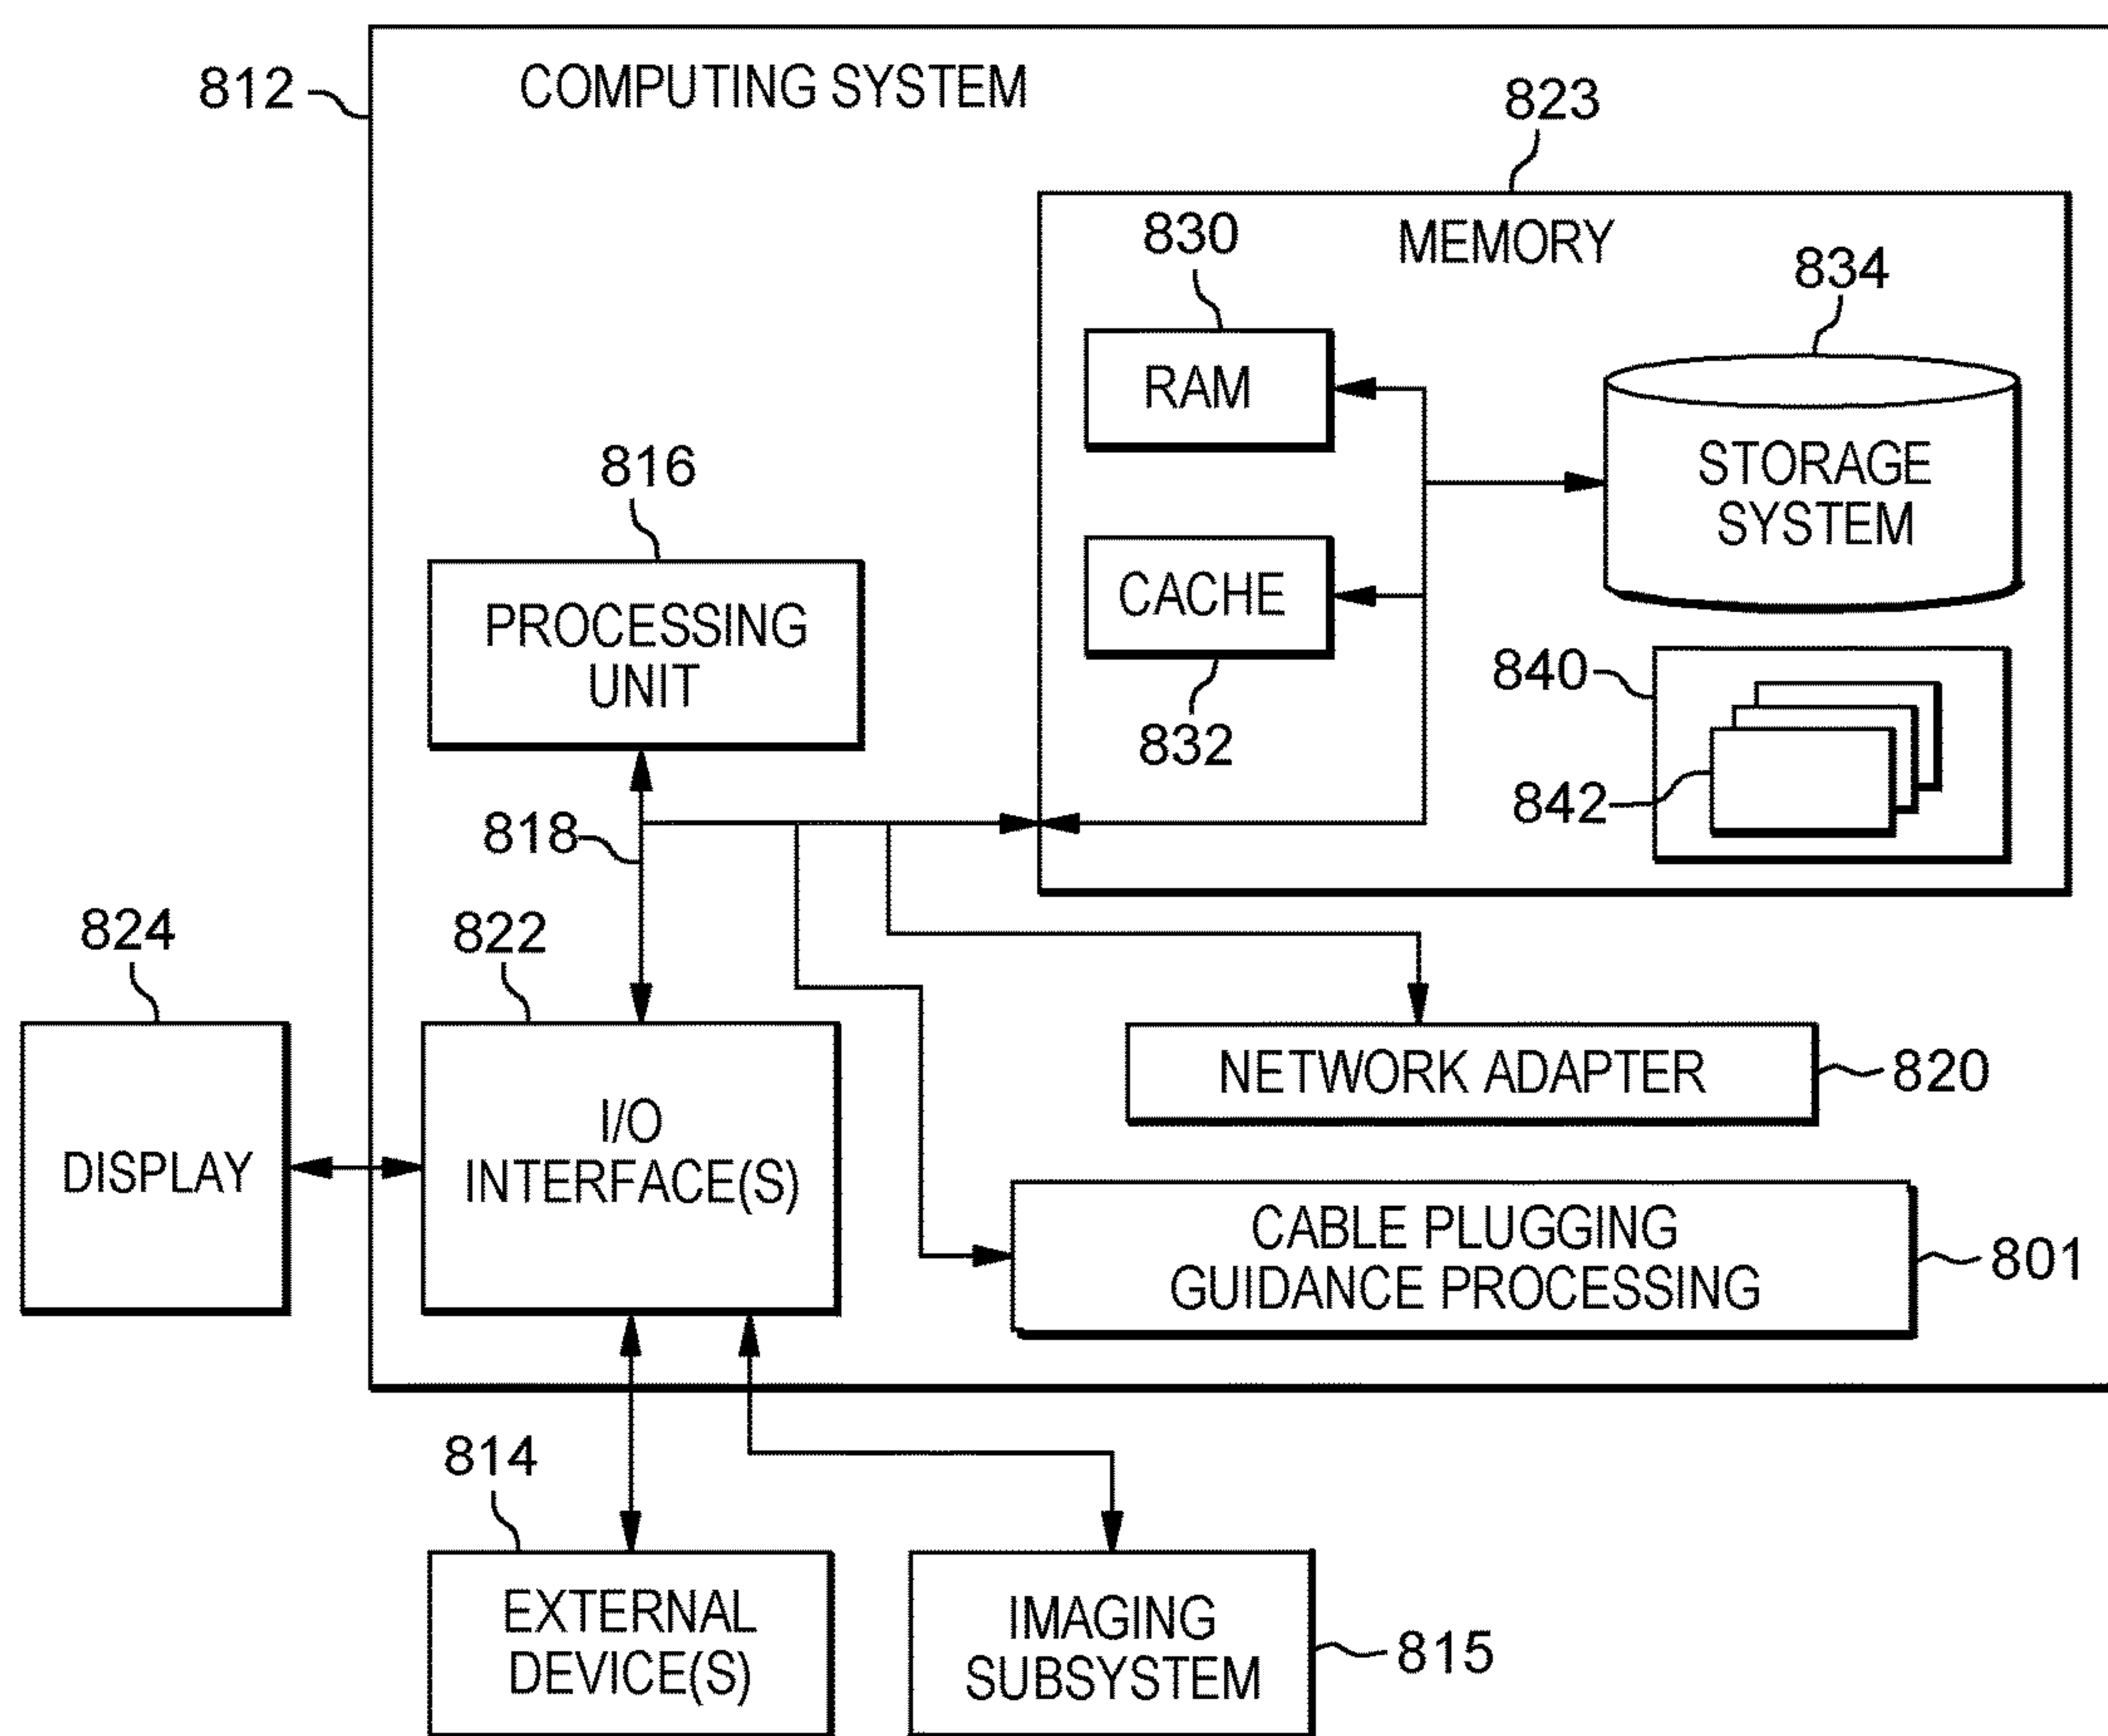 812
COMPUTING SYSTEM
823
MEMORY
830
834
RAM
STORAGE
SYSTEM
816
CACHE
PROCESSING
UNIT
832
840
842
818
824
822
NETWORK ADAPTER
820
DISPLAY
I/O
INTERFACE(S)
CABLE PLUGGING
GUIDANCE PROCESSING
801
814
EXTERNAL
DEVICE(S)
IMAGING
SUBSYSTEM
815